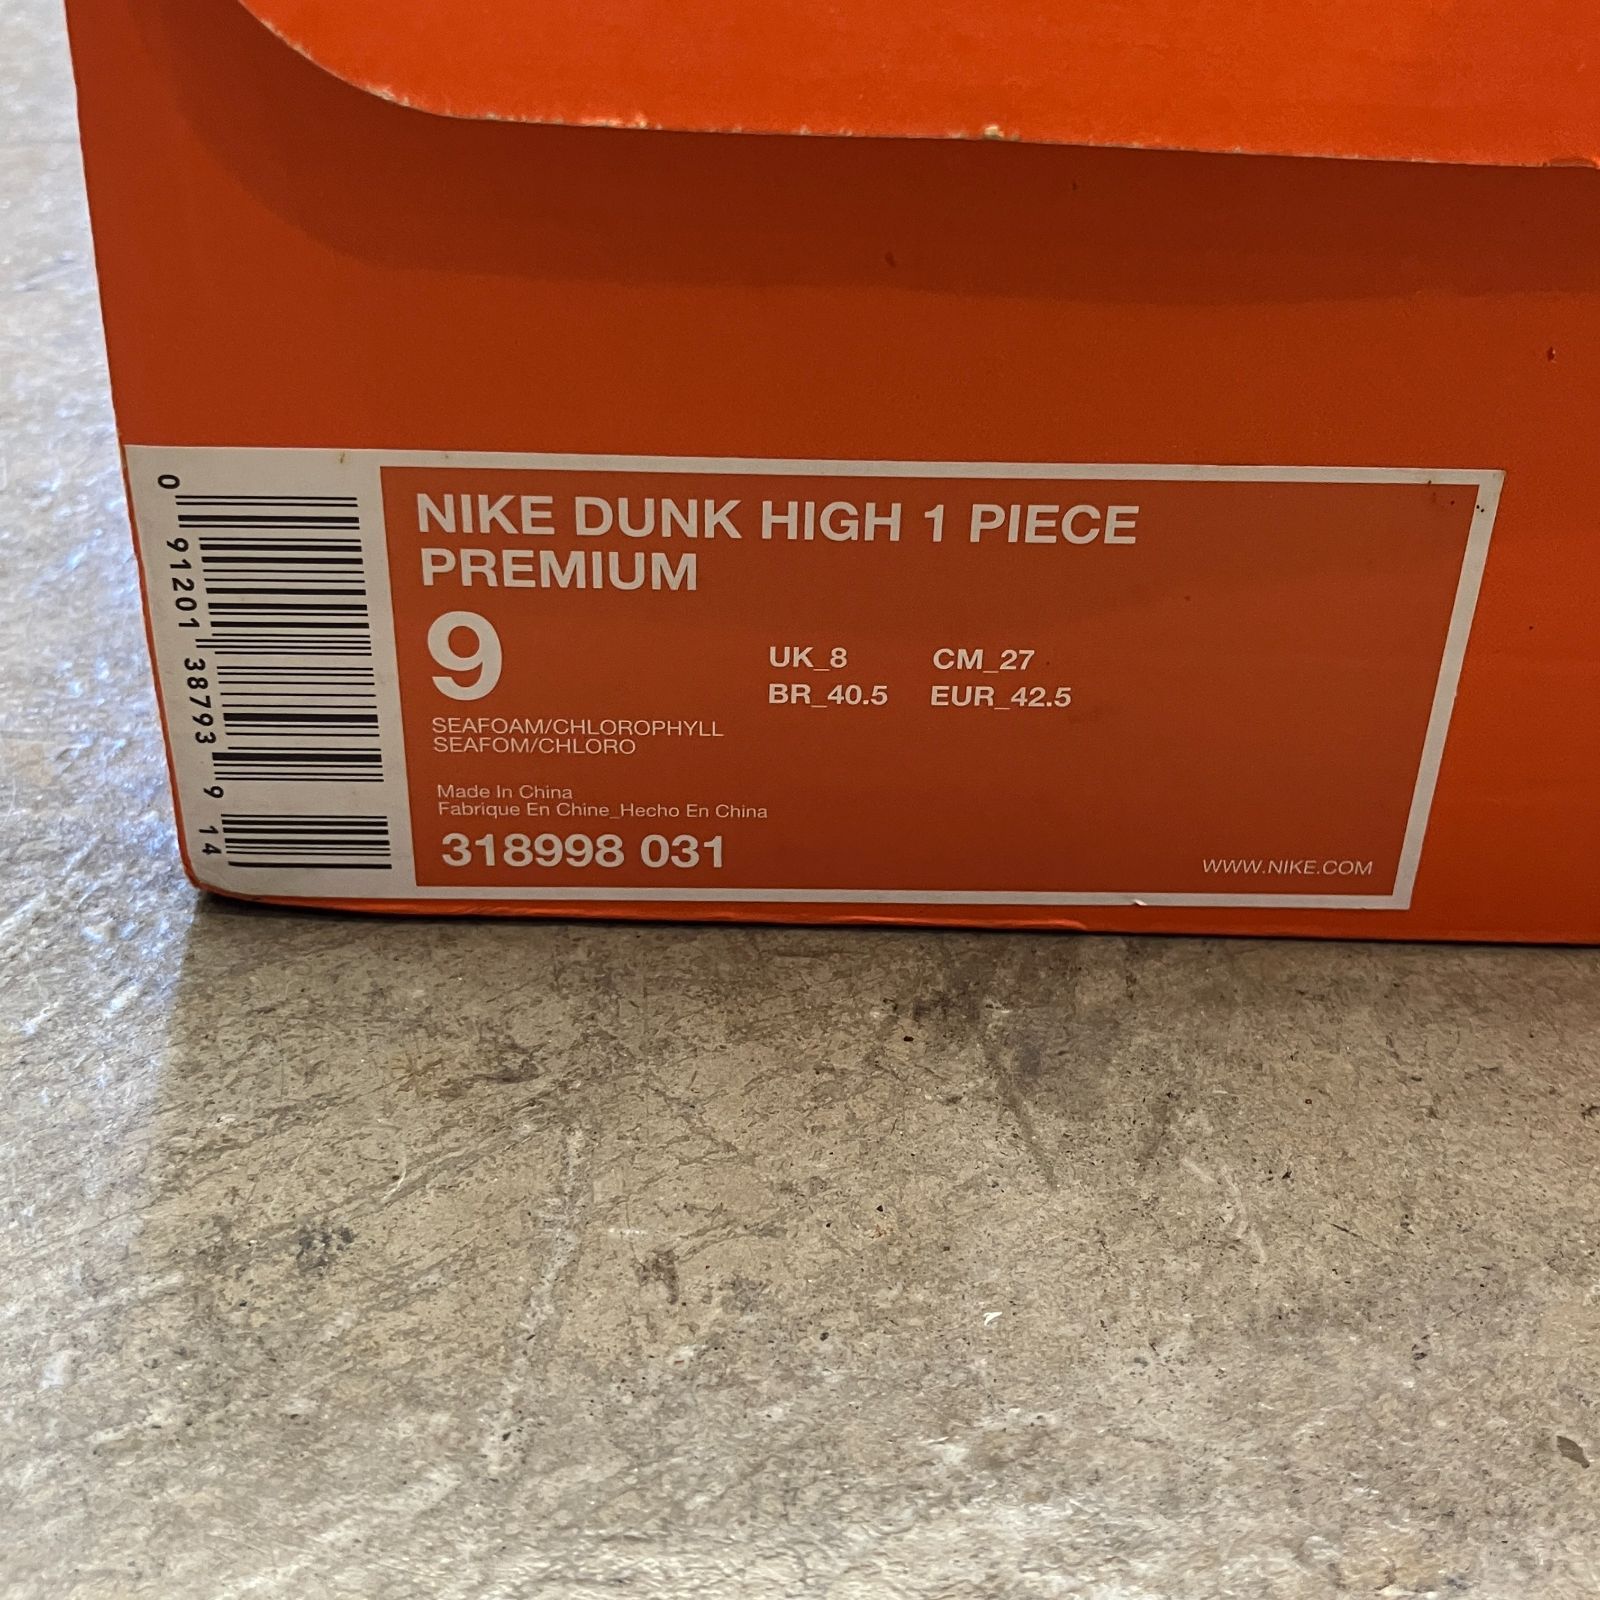 NIKE DUNK HIGH 1 PIECE
PREMIUM
9
UK_8 CM_27
BR_40.5 EUR_42.5
SEAFOAM/CHLOROPHYLL
SEAFOM/CHLORO
Made In China
Fabrique En Chine_Hecho En China
318998 031
WWW.NIKE.COM
0 91201 38793 9 14